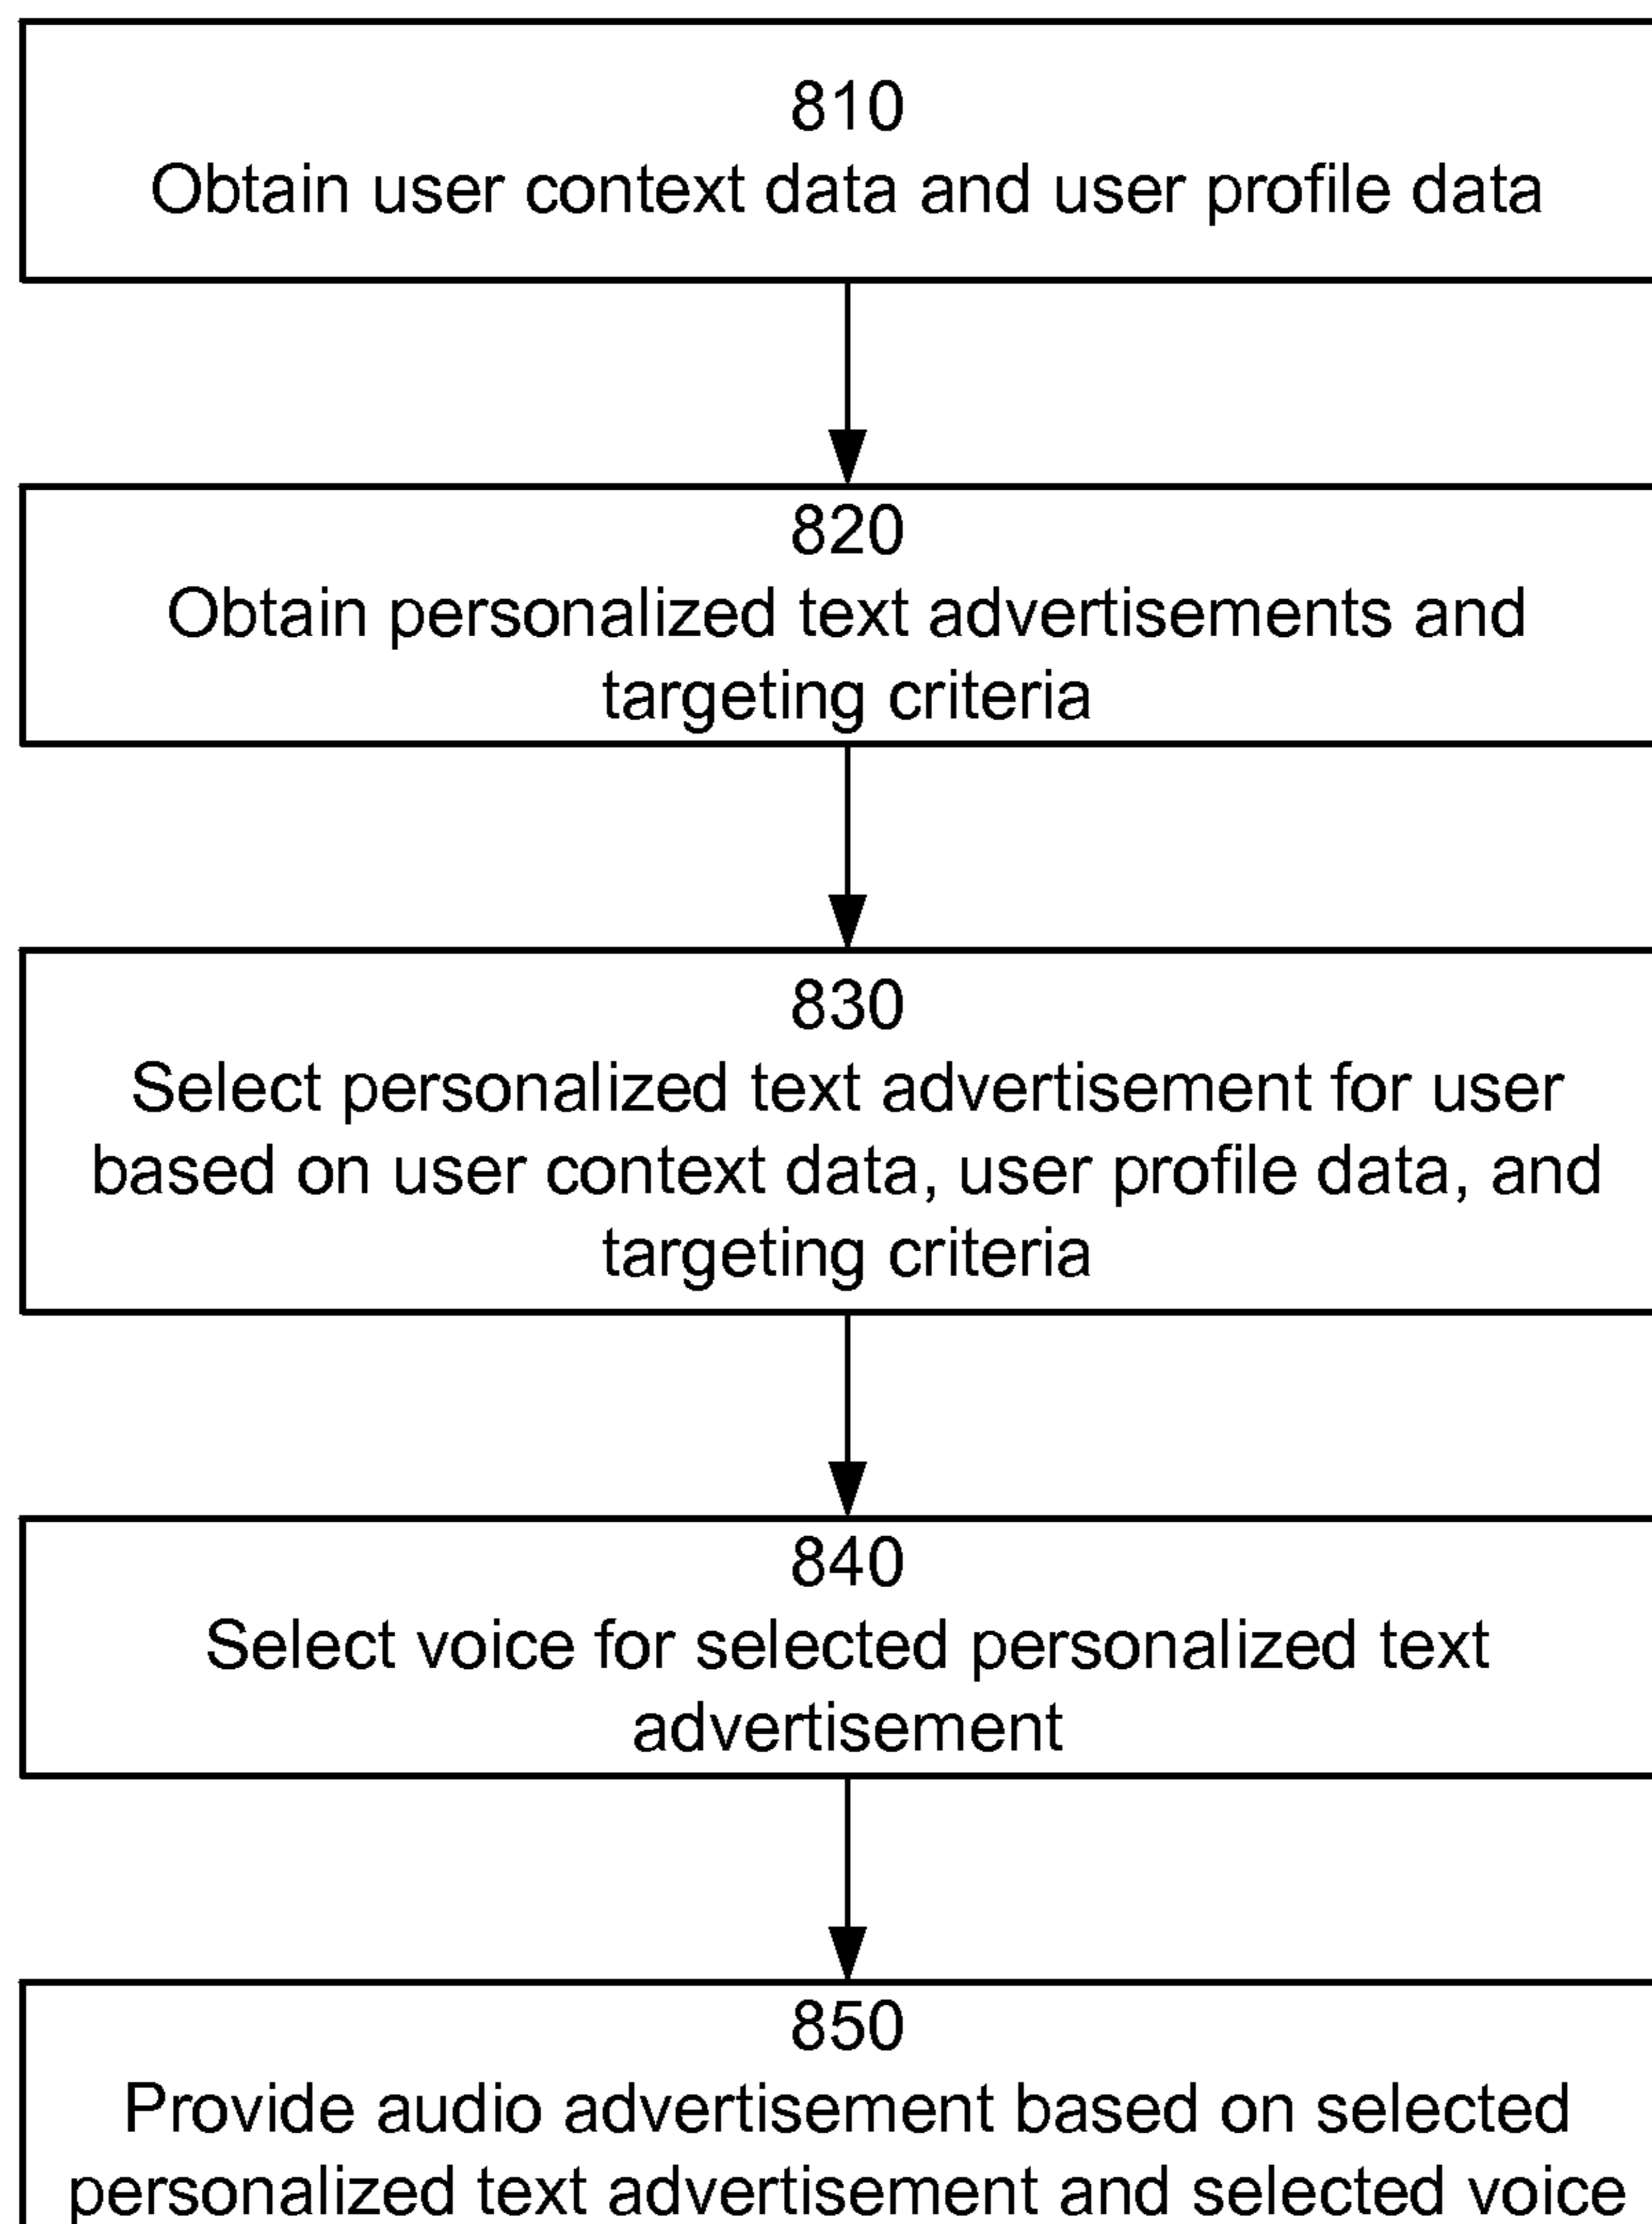 810
Obtain user context data and user profile data
820
Obtain personalized text advertisements and
targeting criteria
830
Select personalized text advertisement for user
based on user context data, user profile data, and
targeting criteria
840
Select voice for selected personalized text
advertisement
850
Provide audio advertisement based on selected
personalized text advertisement and selected voice